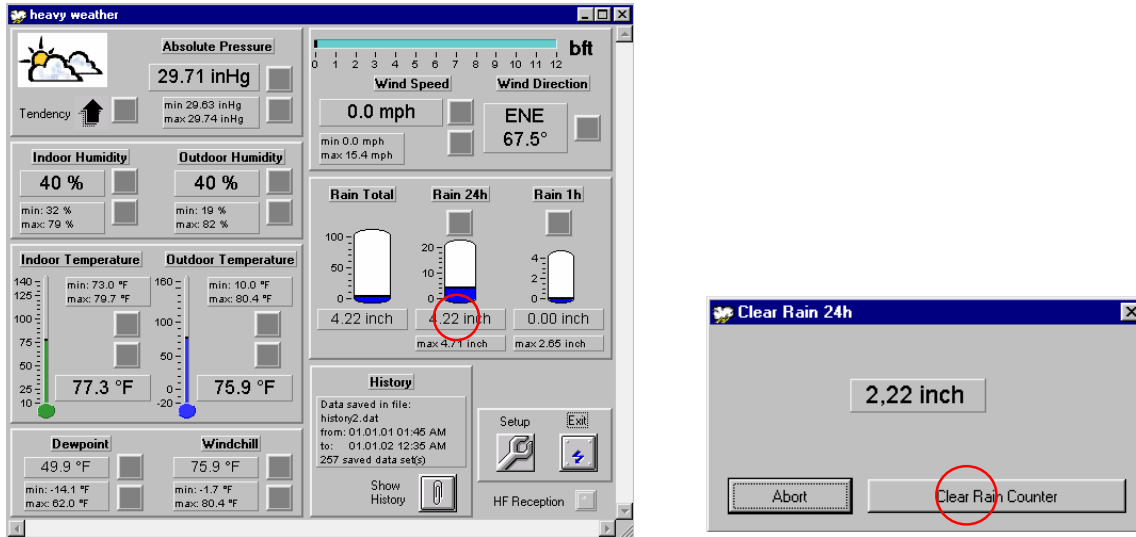 heavy weather
Absolute Pressure
29.71 inHg
Tendency
min 29.63 inHg
max 29.74 inHg
0 1 2 3 4 5 6 7 8 9 10 11 12
bft
Wind Speed
Wind Direction
0.0 mph
ENE
67.5°
min 0.0 mph
max 15.4 mph
Indoor Humidity
Outdoor Humidity
40 %
40 %
min: 32 %
max: 79 %
min: 19 %
max: 82 %
Rain Total
Rain 24h
Rain 1h
100
50
0
20
10
0
4
2
0
4.22 inch
4.22 inch
0.00 inch
max 4.71 inch
max 2.65 inch
Indoor Temperature
Outdoor Temperature
140
125
100
75
50
25
10
min: 73.0 °F
max: 79.7 °F
77.3 °F
160
100
50
0
-20
min: 10.0 °F
max: 80.4 °F
75.9 °F
Dewpoint
Windchill
49.9 °F
75.9 °F
min: -14.1 °F
max: 62.0 °F
min: -1.7 °F
max: 80.4 °F
History
Data saved in file:
history2.dat
from: 01.01.01 01:45 AM
to: 01.01.02 12:35 AM
257 saved data set(s)
Show
History
Setup
Exit
HF Reception
Clear Rain 24h
2,22 inch
Abort
Clear Rain Counter